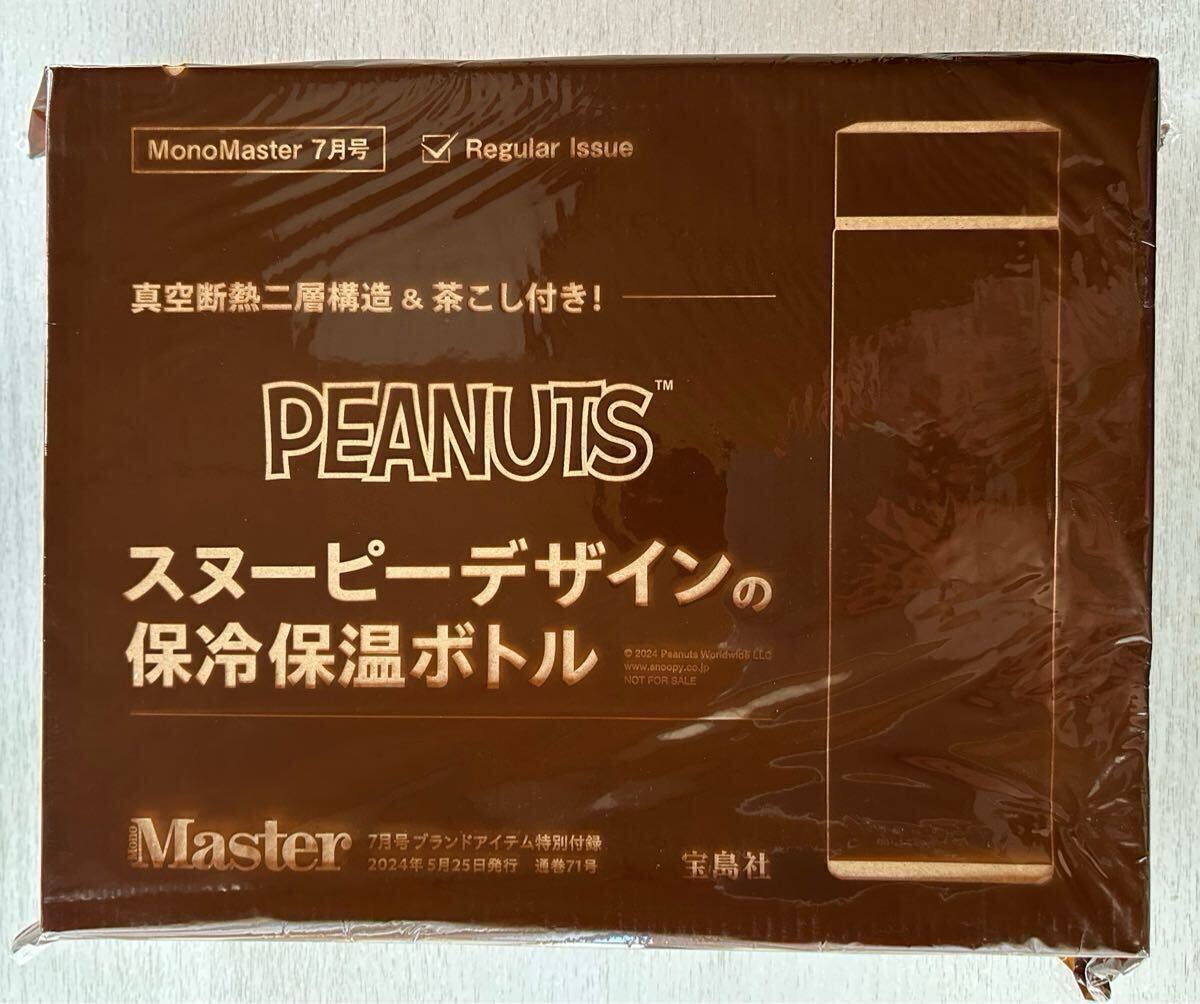 MonoMaster 7月号
Regular Issue
真空断熱二層構造 & 茶こし付き!
PEANUTS™
スヌーピーデザインの
保冷保温ボトル
© 2024 Peanuts Worldwide LLC
www.snoopy.co.jp
NOT FOR SALE
mono Master
7月号 ブランドアイテム特別付録
2024年5月25日発行 通巻71号
宝島社